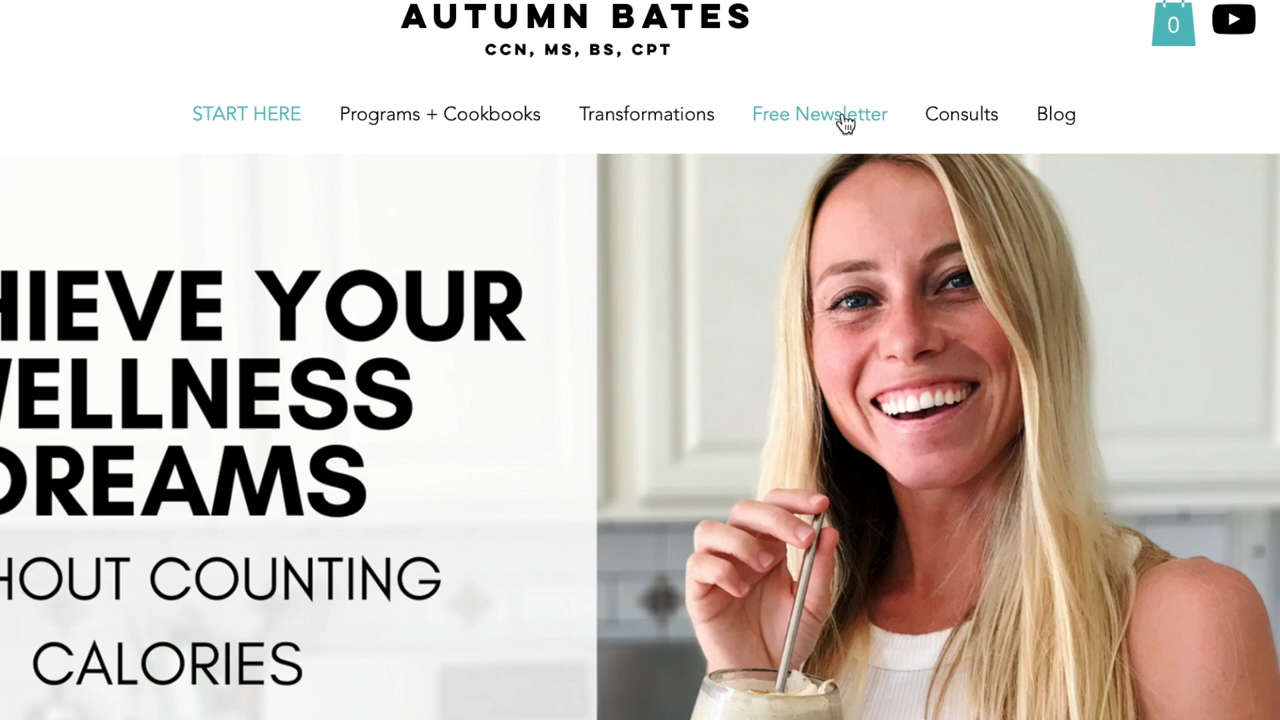 AUTUMN BATES
CCN, MS, BS, CPT
0
START HERE Programs + Cookbooks Transformations Free Newsletter Consults Blog
HIEVE YOUR
WELLNESS
DREAMS
HOUT COUNTING
CALORIES